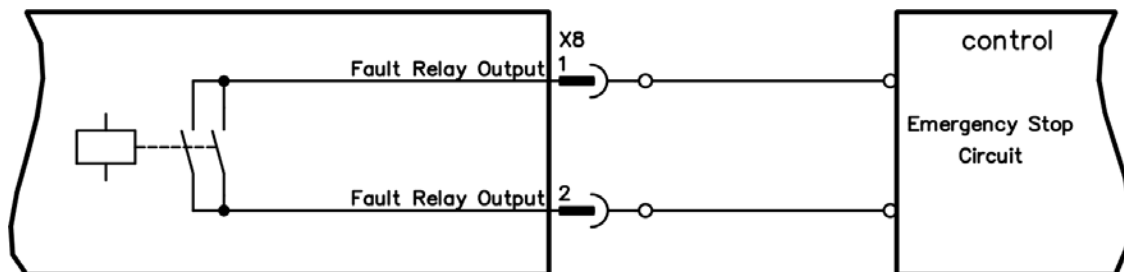 X8
control
Fault Relay Output 1
Emergency Stop
Circuit
Fault Relay Output 2